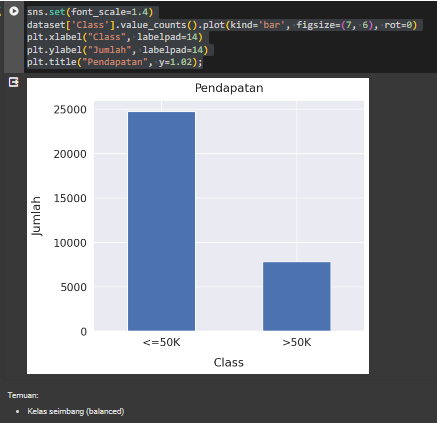 sns.set(font_scale=1.4)
dataset['Class'].value_counts().plot(kind='bar', figsize=(7, 6), rot=0)
plt.xlabel("Class", labelpad=14)
plt.ylabel("Jumlah", labelpad=14)
plt.title("Pendapatan", y=1.02);
Pendapatan
25000
20000
15000
10000
5000
0
Jumlah
<=50K
>50K
Class
Temuan:
• Kelas seimbang (balanced)